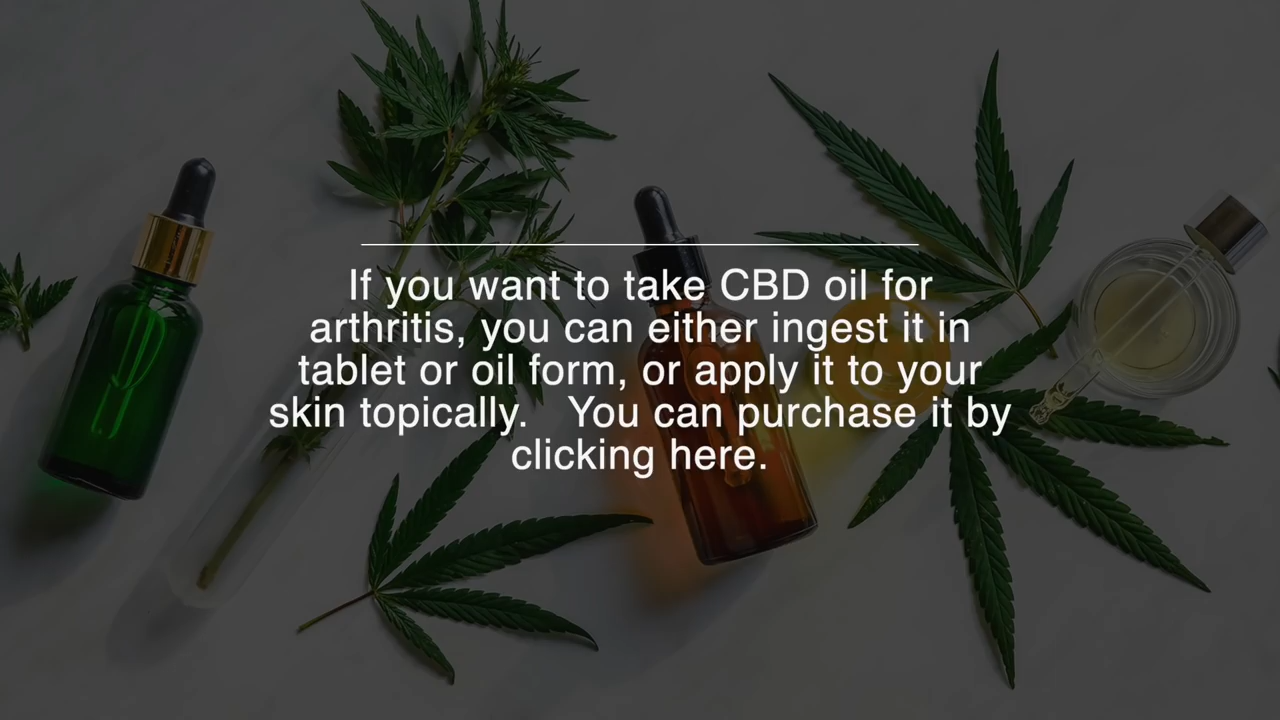 If you want to take CBD oil for
arthritis, you can either ingest it in
tablet or oil form, or apply it to your
skin topically.   You can purchase it by
clicking here.